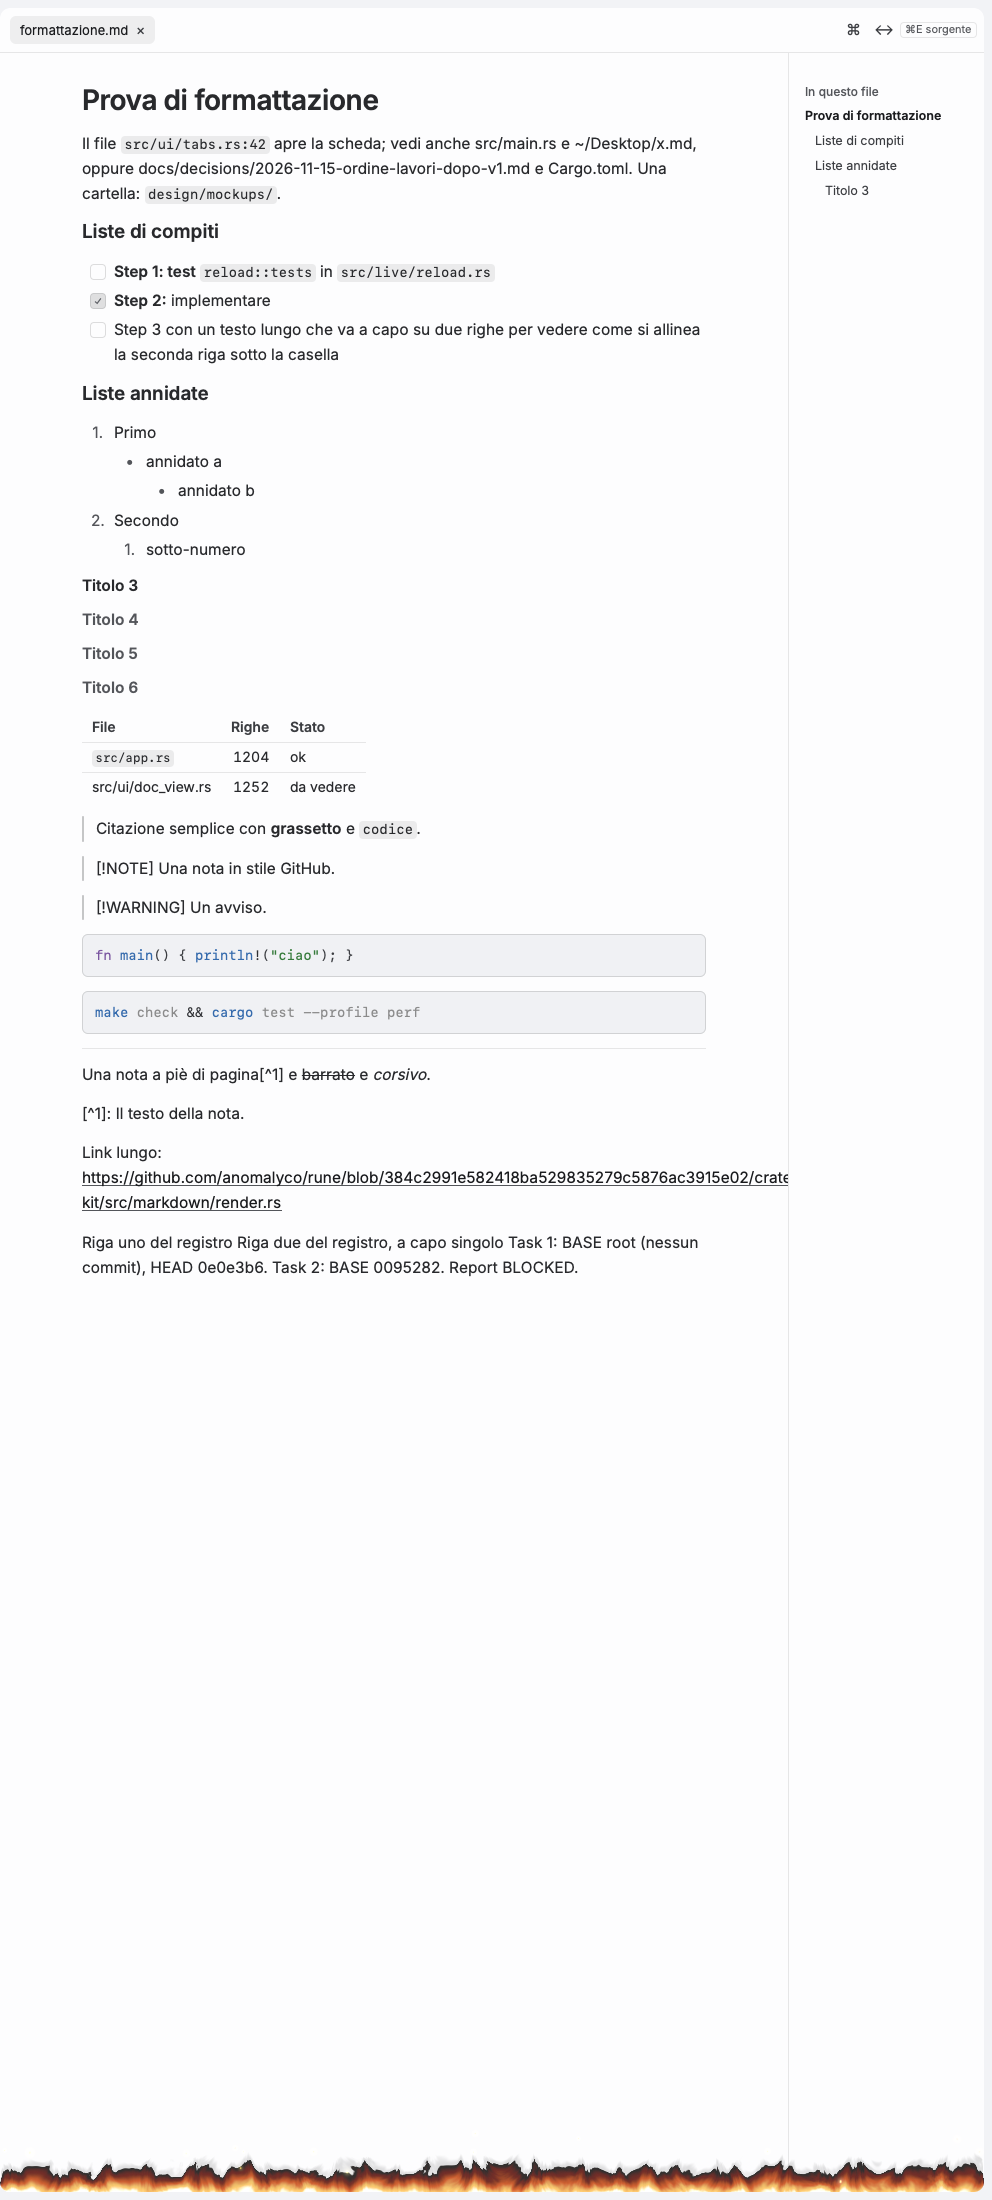 formattazione.md ×
⌘ ↔ ⌘E sorgente
Prova di formattazione
Il file src/ui/tabs.rs:42 apre la scheda; vedi anche src/main.rs e ~/Desktop/x.md,
oppure docs/decisions/2026-11-15-ordine-lavori-dopo-v1.md e Cargo.toml. Una
cartella: design/mockups/.
Liste di compiti
Step 1: test reload::tests in src/live/reload.rs
✓ Step 2: implementare
Step 3 con un testo lungo che va a capo su due righe per vedere come si allinea
la seconda riga sotto la casella
Liste annidate
1. Primo
• annidato a
• annidato b
2. Secondo
1. sotto-numero
Titolo 3
Titolo 4
Titolo 5
Titolo 6
File Righe Stato
src/app.rs 1204 ok
src/ui/doc_view.rs 1252 da vedere
Citazione semplice con grassetto e codice.
[!NOTE] Una nota in stile GitHub.
[!WARNING] Un avviso.
fn main() { println!("ciao"); }
make check && cargo test --profile perf
Una nota a piè di pagina[^1] e barrato e corsivo.
[^1]: Il testo della nota.
Link lungo:
https://github.com/anomalyco/rune/blob/384c2991e582418ba529835279c5876ac3915e02/crate
kit/src/markdown/render.rs
Riga uno del registro Riga due del registro, a capo singolo Task 1: BASE root (nessun
commit), HEAD 0e0e3b6. Task 2: BASE 0095282. Report BLOCKED.
In questo file
Prova di formattazione
Liste di compiti
Liste annidate
Titolo 3